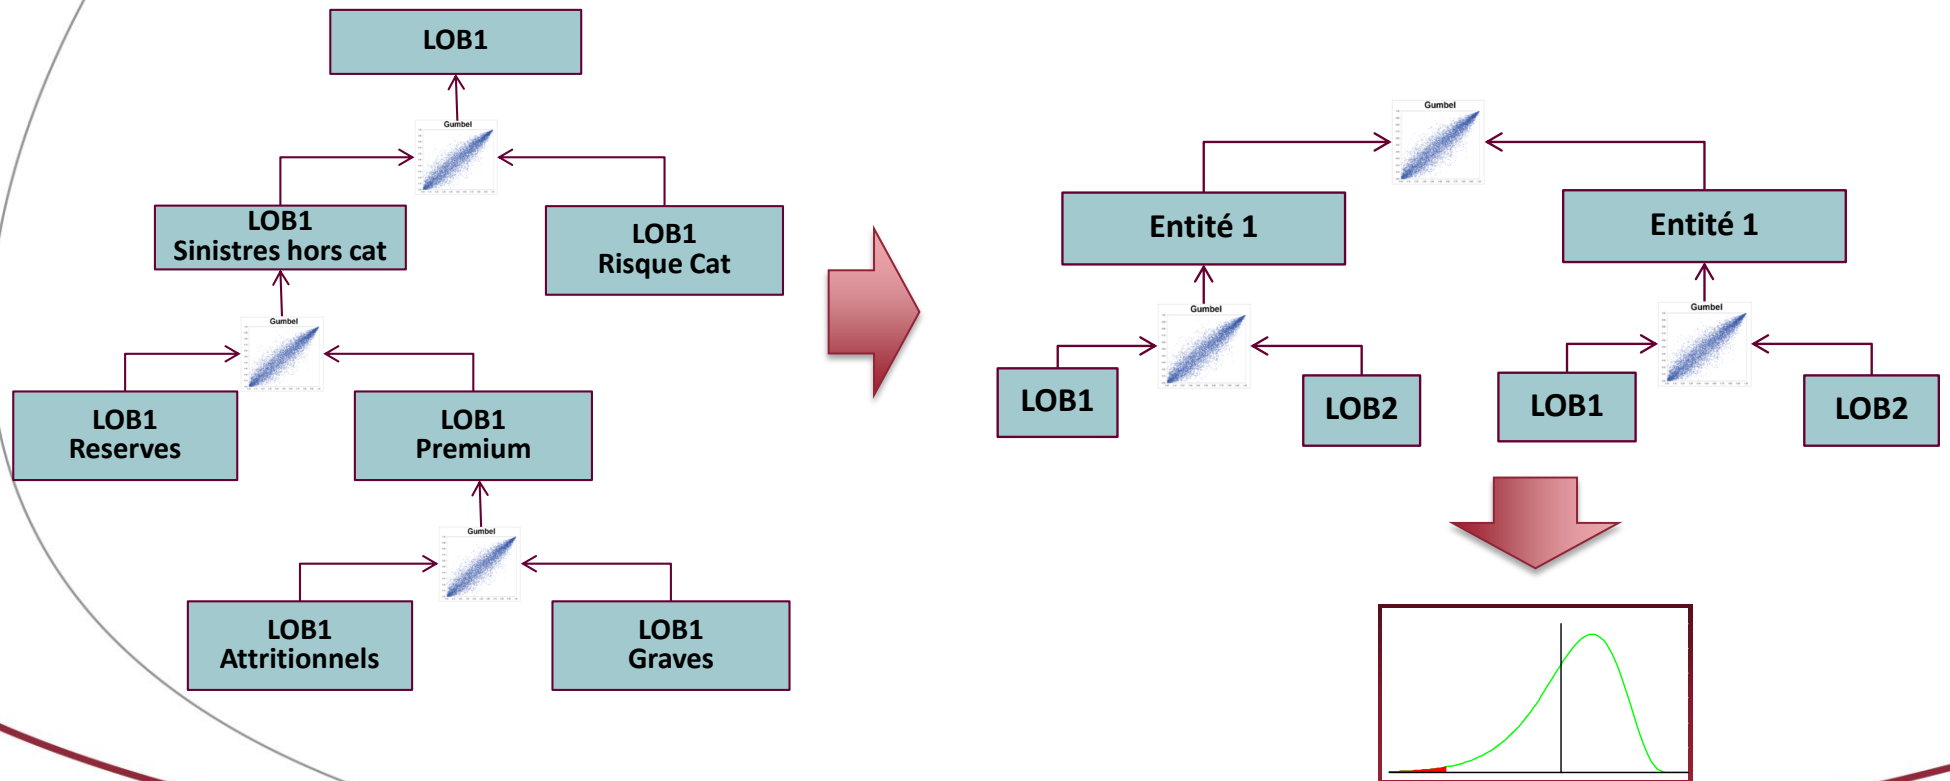 LOB1
Gumbel
LOB1
Sinistres hors cat
LOB1
Risque Cat
Gumbel
LOB1
Reserves
LOB1
Premium
Gumbel
LOB1
Attritionnels
LOB1
Graves
Gumbel
Entité 1
Entité 1
Gumbel
Gumbel
LOB1
LOB2
LOB1
LOB2